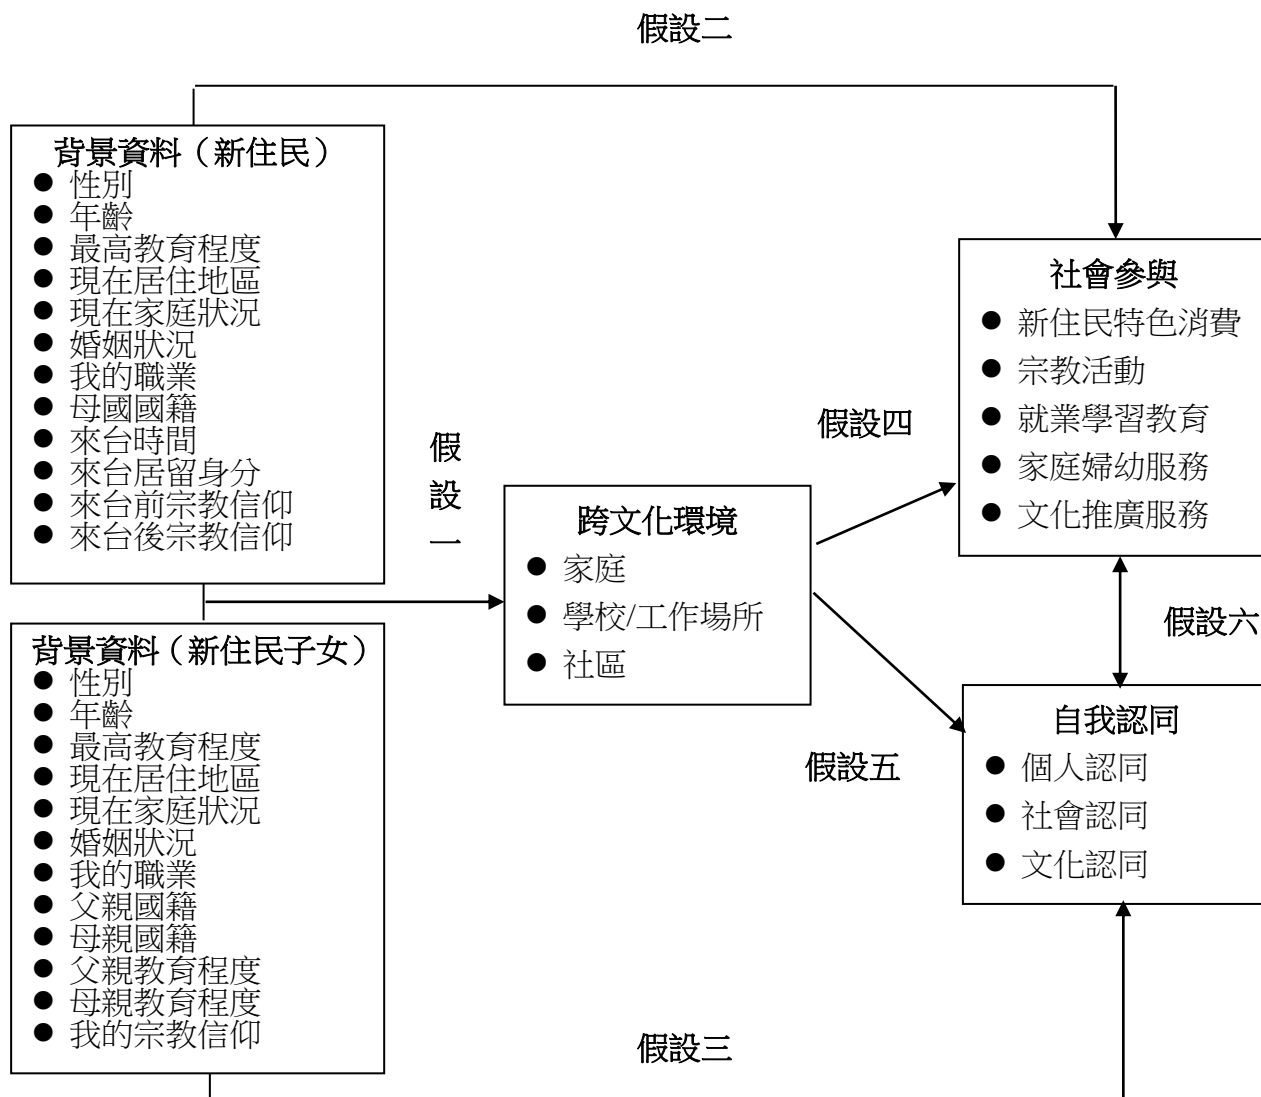 假設二
背景資料（新住民）
● 性別
● 年齡
● 最高教育程度
● 現在居住地區
● 現在家庭狀況
● 婚姻狀況
● 我的職業
● 母國國籍
● 來台時間
● 來台居留身分
● 來台前宗教信仰
● 來台後宗教信仰
假
設
一
背景資料（新住民子女）
● 性別
● 年齡
● 最高教育程度
● 現在居住地區
● 現在家庭狀況
● 婚姻狀況
● 我的職業
● 父親國籍
● 母親國籍
● 父親教育程度
● 母親教育程度
● 我的宗教信仰
跨文化環境
● 家庭
● 學校/工作場所
● 社區
假設四
社會參與
● 新住民特色消費
● 宗教活動
● 就業學習教育
● 家庭婦幼服務
● 文化推廣服務
假設六
假設五
自我認同
● 個人認同
● 社會認同
● 文化認同
假設三